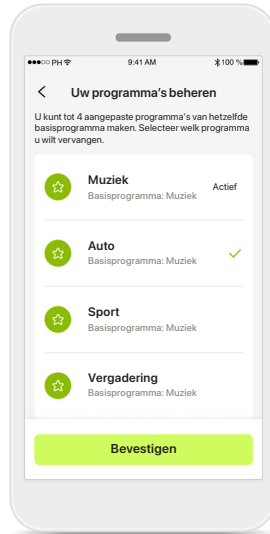 PH 9:41 AM 100 %
Uw programma's beheren
U kunt tot 4 aangepaste programma's van hetzelfde
basisprogramma maken. Selecteer welk programma
u wilt vervangen.
Muziek
Basisprogramma: Muziek
Actief
Auto
Basisprogramma: Muziek
Sport
Basisprogramma: Muziek
Vergadering
Basisprogramma: Muziek
Bevestigen